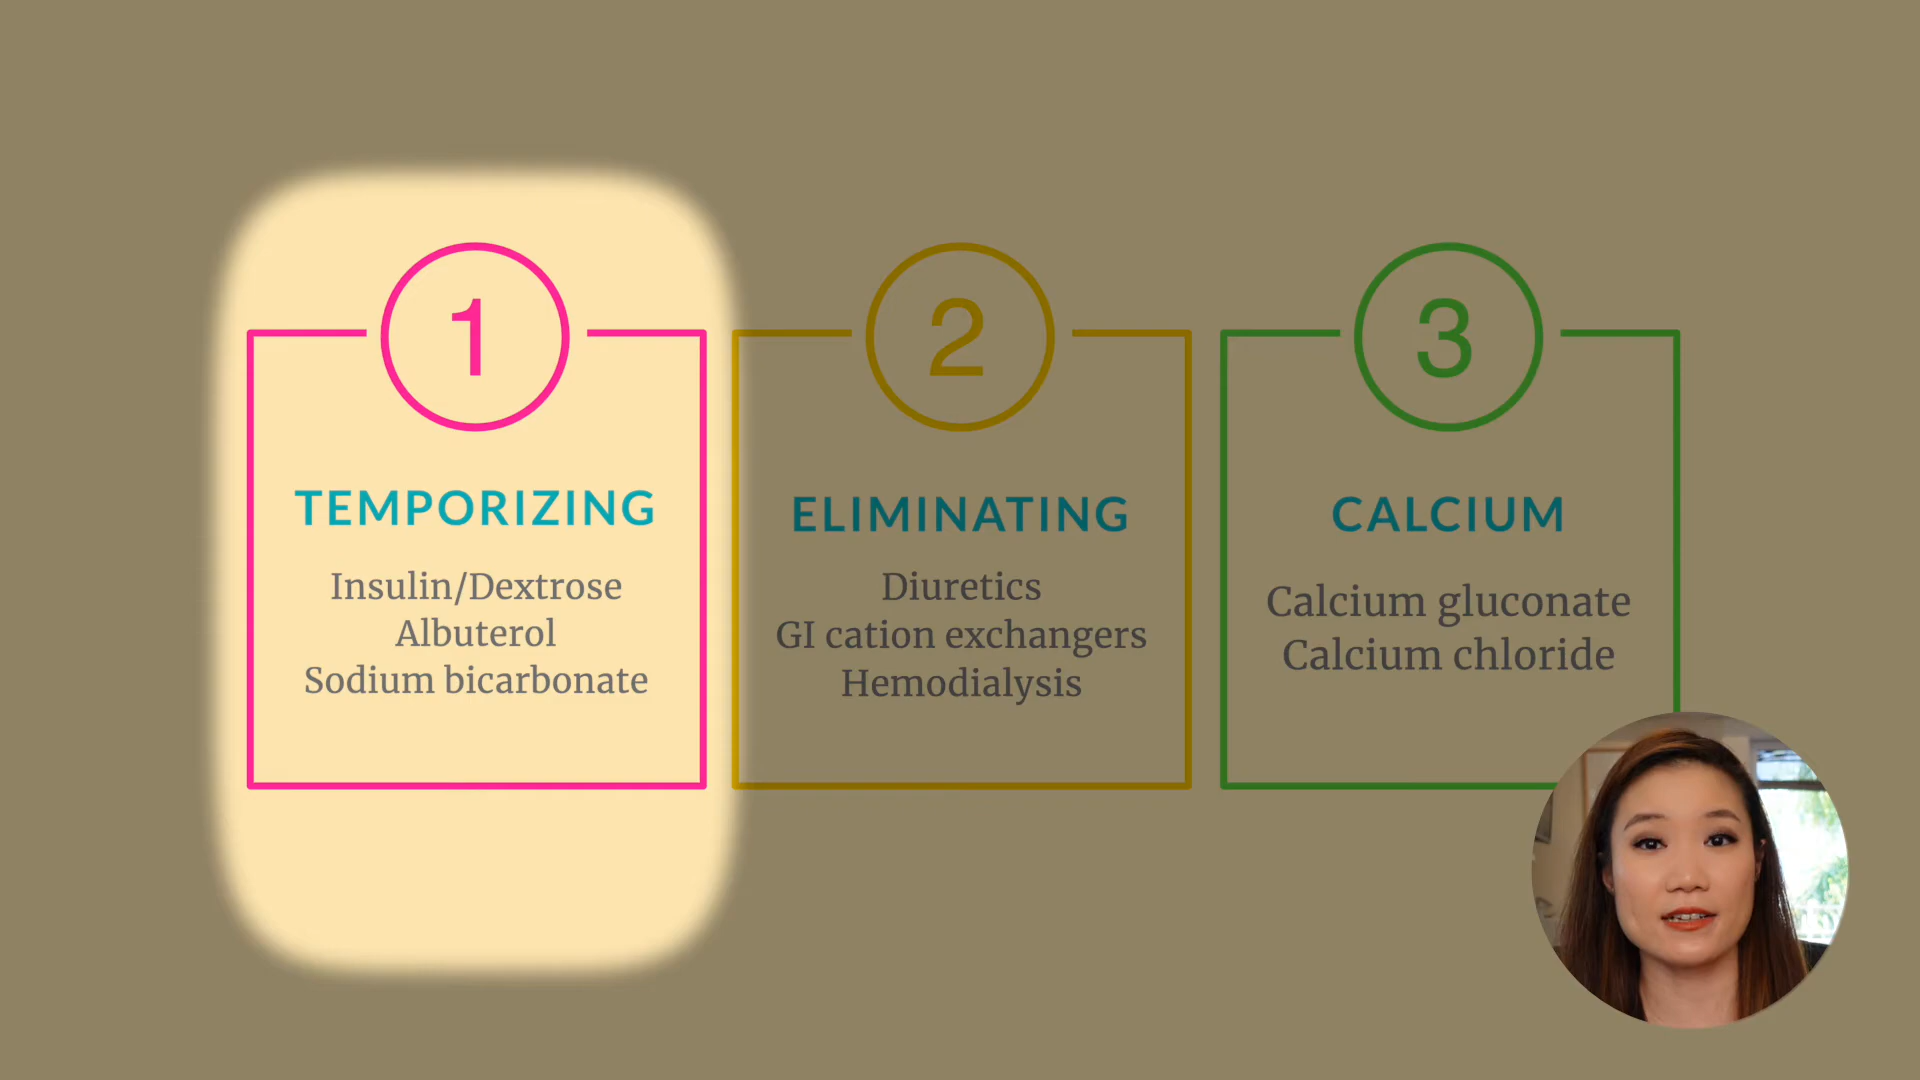 1
TEMPORIZING
Insulin/Dextrose
Albuterol
Sodium bicarbonate
2
ELIMINATING
Diuretics
GI cation exchangers
Hemodialysis
3
CALCIUM
Calcium gluconate
Calcium chloride